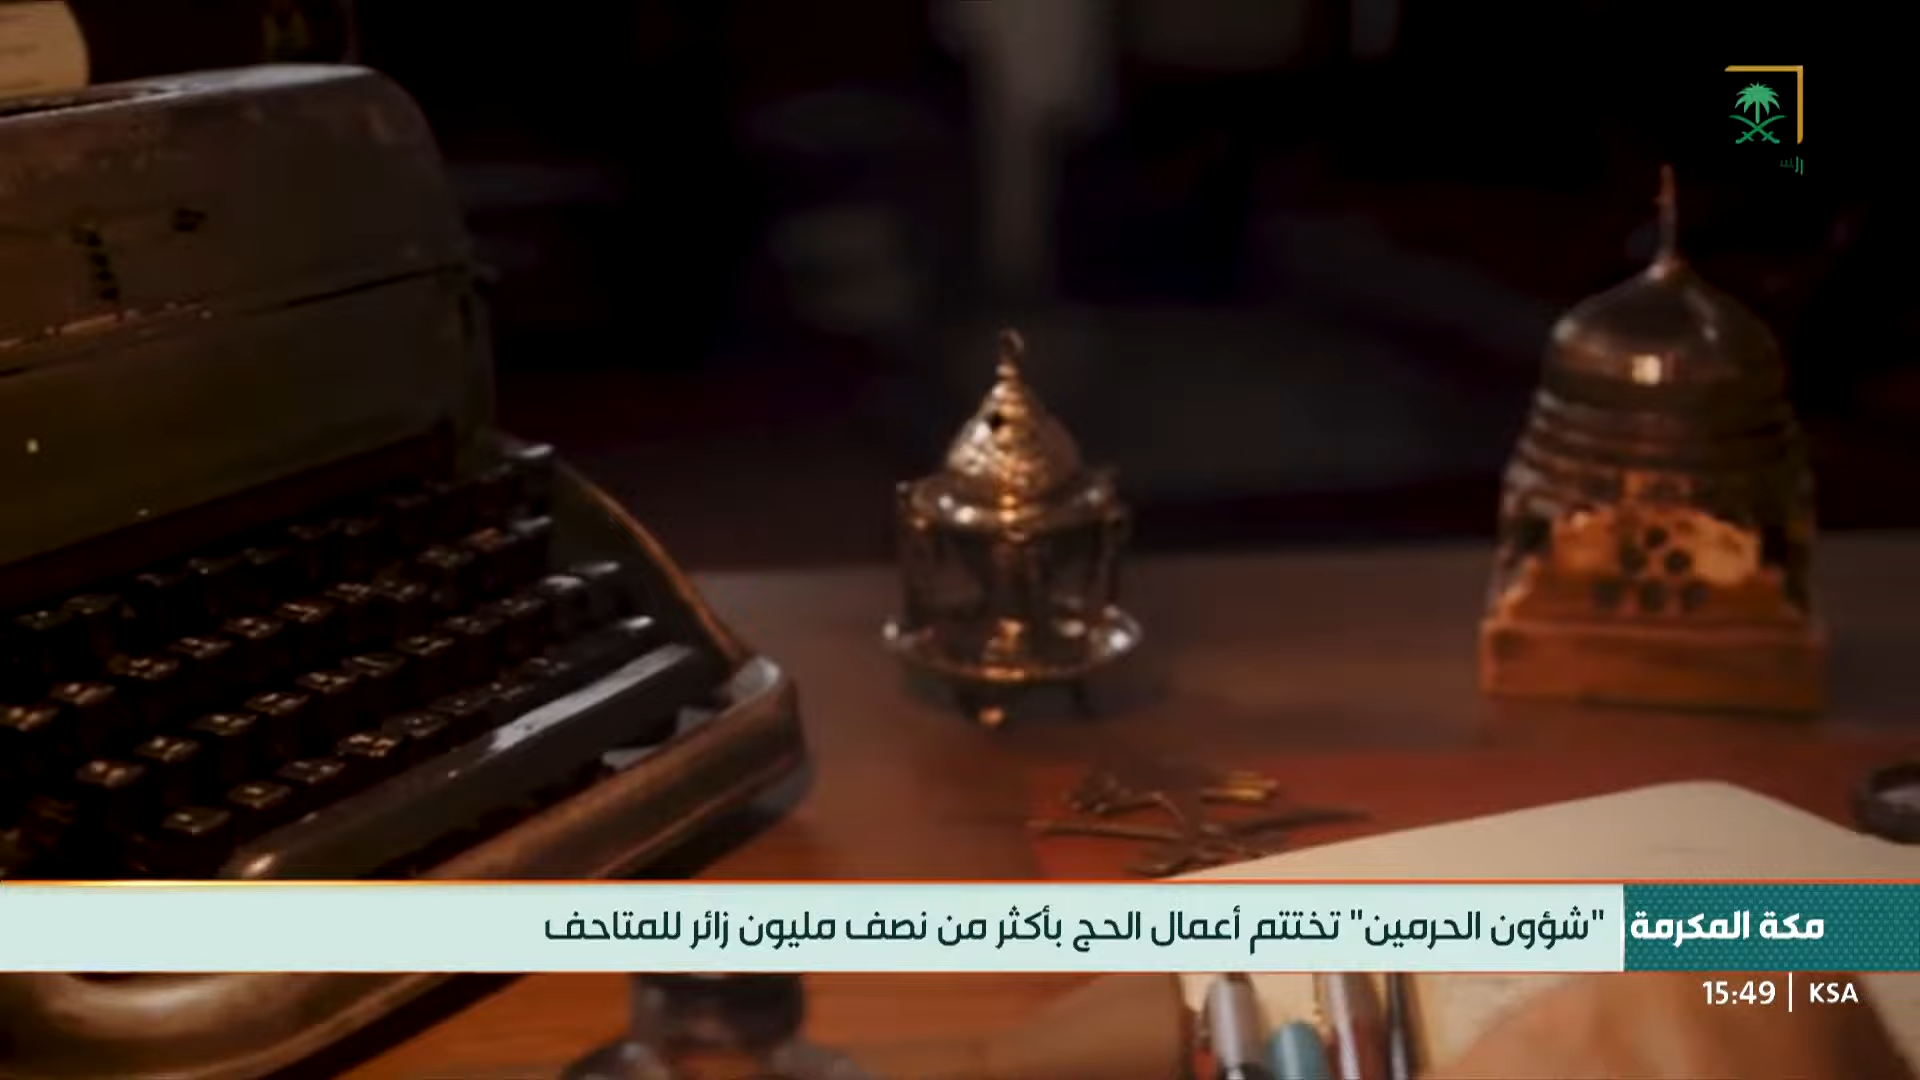 مكة المكرمة
"شؤون الحرمين" تختتم أعمال الحج بأكثر من نصف مليون زائر للمتاحف
15:49 | KSA